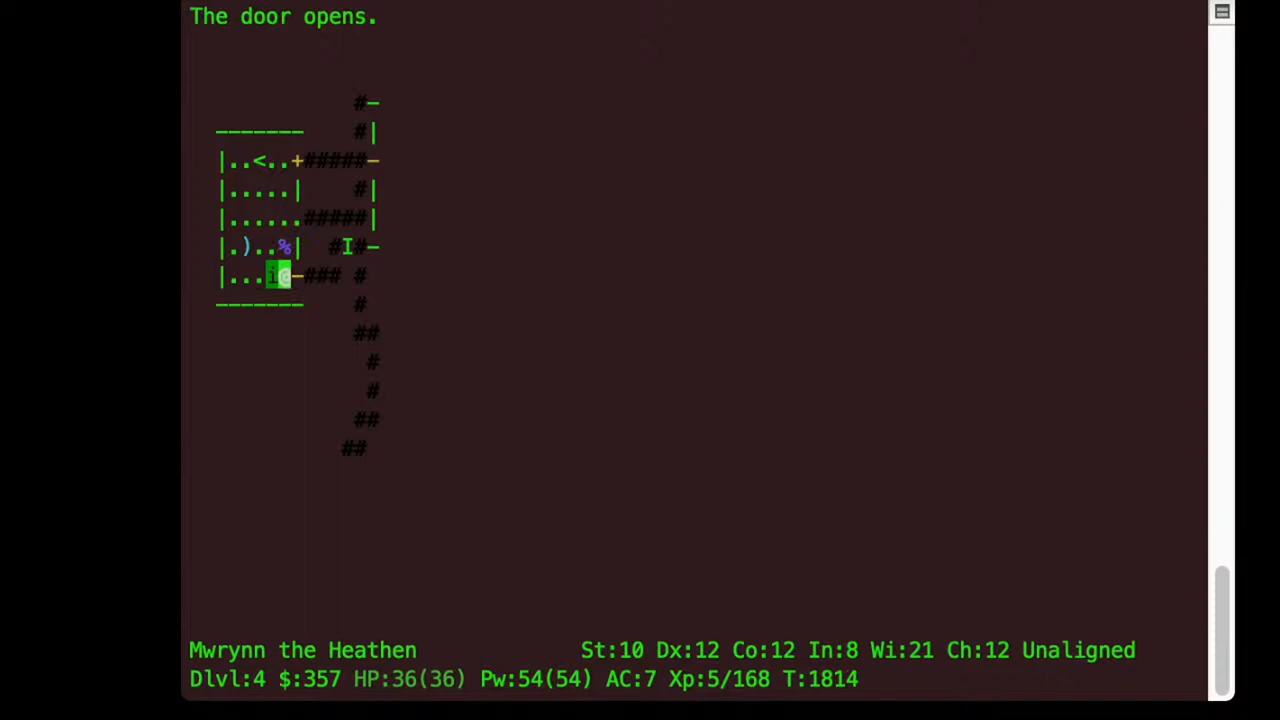 The door opens.
#–
------- #|
|..<..+#####–
|.....| #|
|......#####|
|.)..%| #I#–
|...i@–### #
------- #
##
#
#
##
##
Mwrynn the Heathen St:10 Dx:12 Co:12 In:8 Wi:21 Ch:12 Unaligned
Dlvl:4 $:357 HP:36(36) Pw:54(54) AC:7 Xp:5/168 T:1814